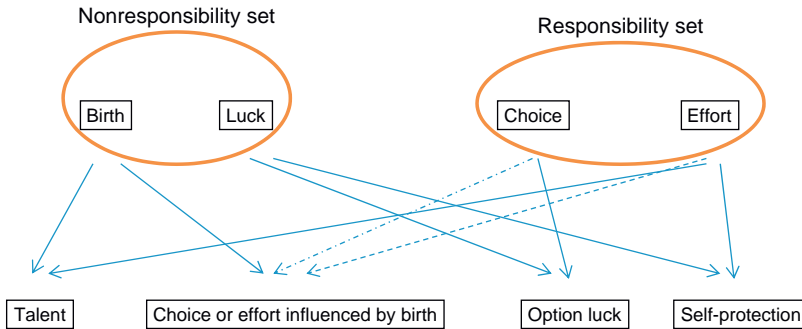 Nonresponsibility set
Responsibility set
Birth
Luck
Choice
Effort
Talent
Choice or effort influenced by birth
Option luck
Self-protection